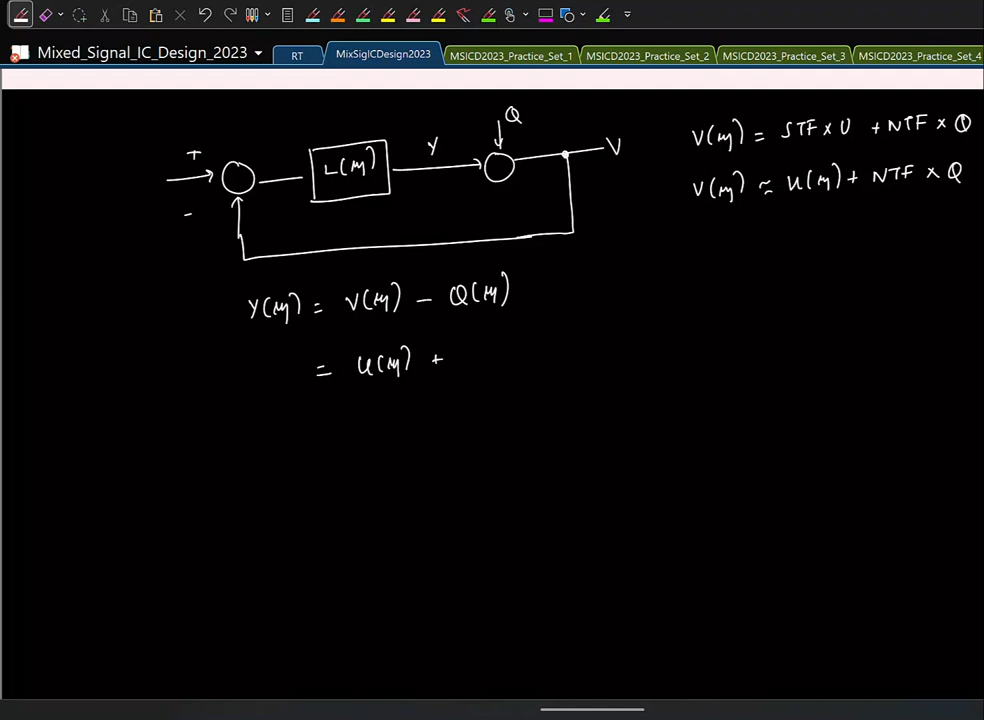 Mixed_Signal_IC_Design_2023
RT MixSigICDesign2023 MSICD2023_Practice_Set_1 MSICD2023_Practice_Set_2 MSICD2023_Practice_Set_3 MSICD2023_Practice_Set_4
Q
+ L(z) Y V
-
V(z) = STF × U + NTF × Q
V(z) ≈ U(z) + NTF × Q
Y(z) = V(z) - Q(z)
= U(z) +